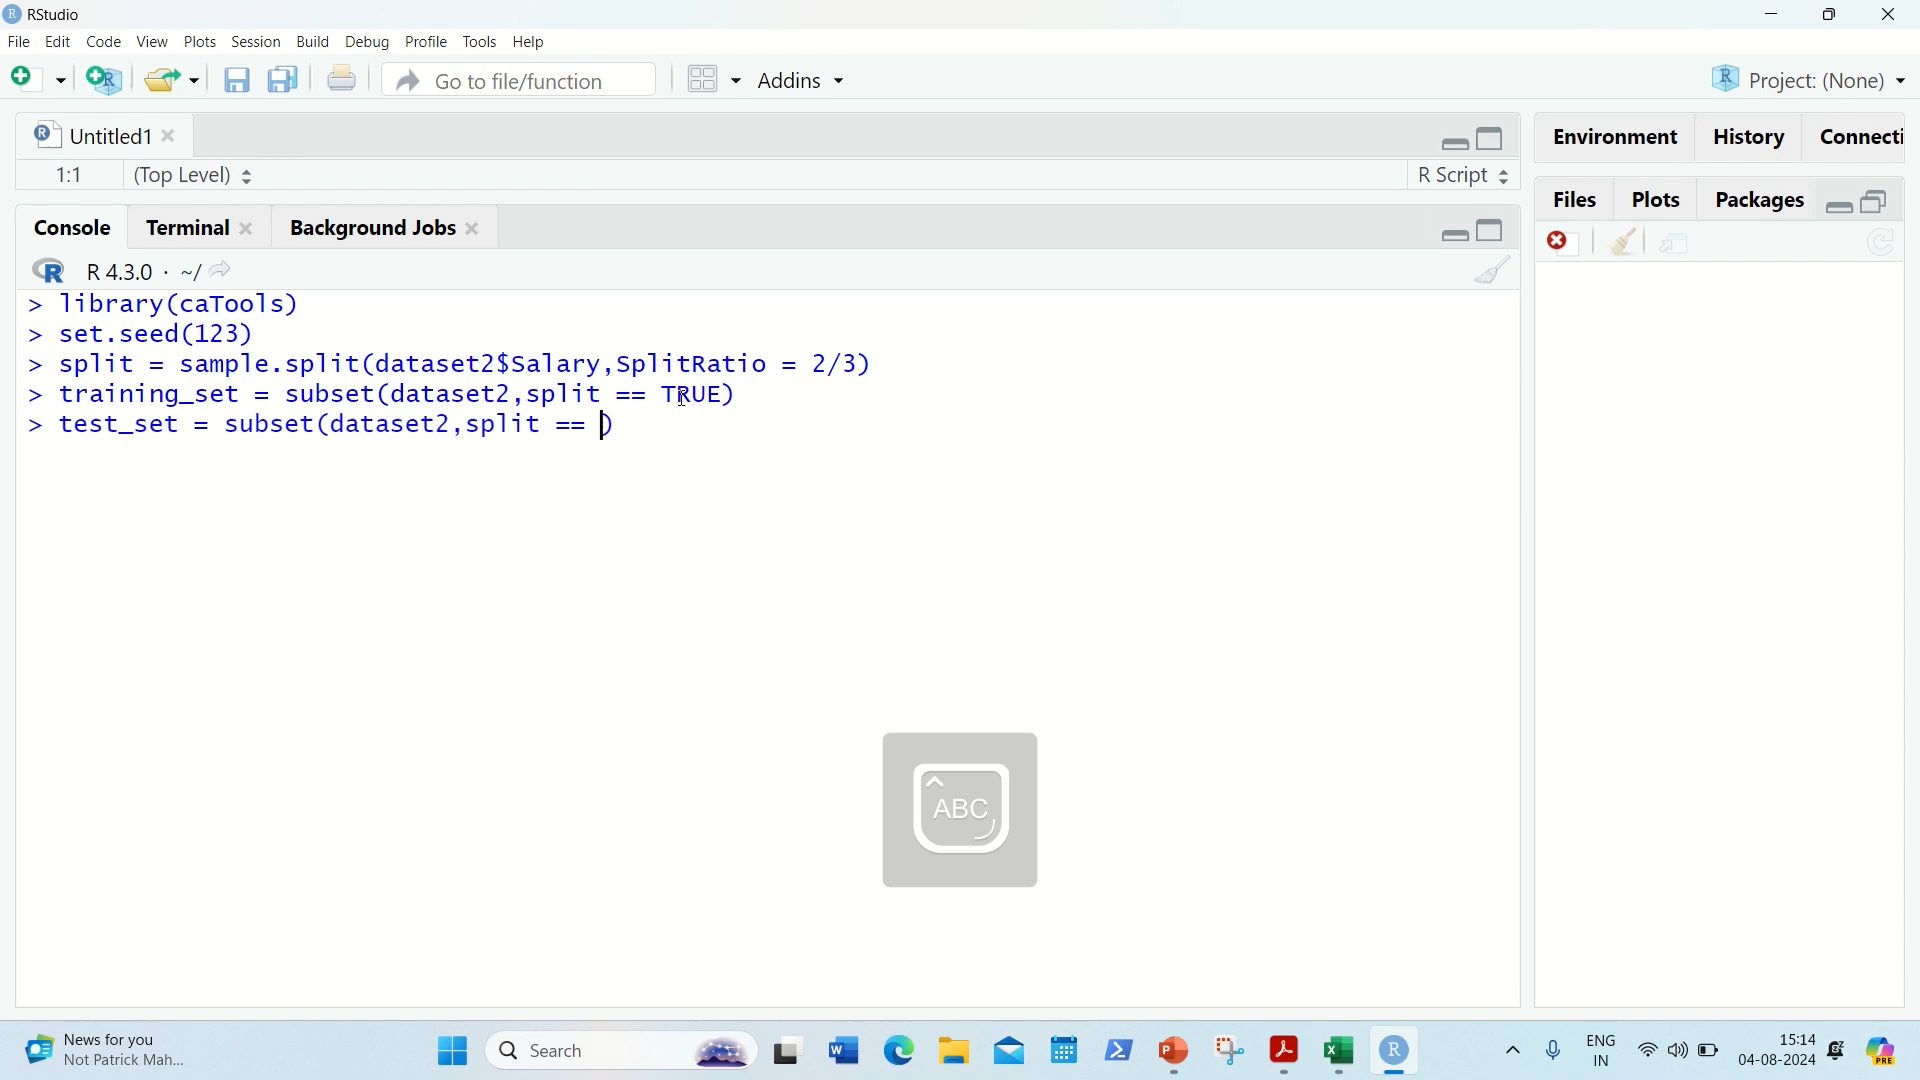 RStudio
File Edit Code View Plots Session Build Debug Profile Tools Help
Go to file/function Addins Project: (None)
Untitled1 Environment History Connecti
1:1 (Top Level) R Script
Files Plots Packages
Console Terminal Background Jobs
R 4.3.0 · ~/
> library(caTools)
> set.seed(123)
> split = sample.split(dataset2$Salary,SplitRatio = 2/3)
> training_set = subset(dataset2,split == TRUE)
> test_set = subset(dataset2,split == )
ABC
News for you
Not Patrick Mah...
Search
ENG
IN
15:14
04-08-2024
PRE